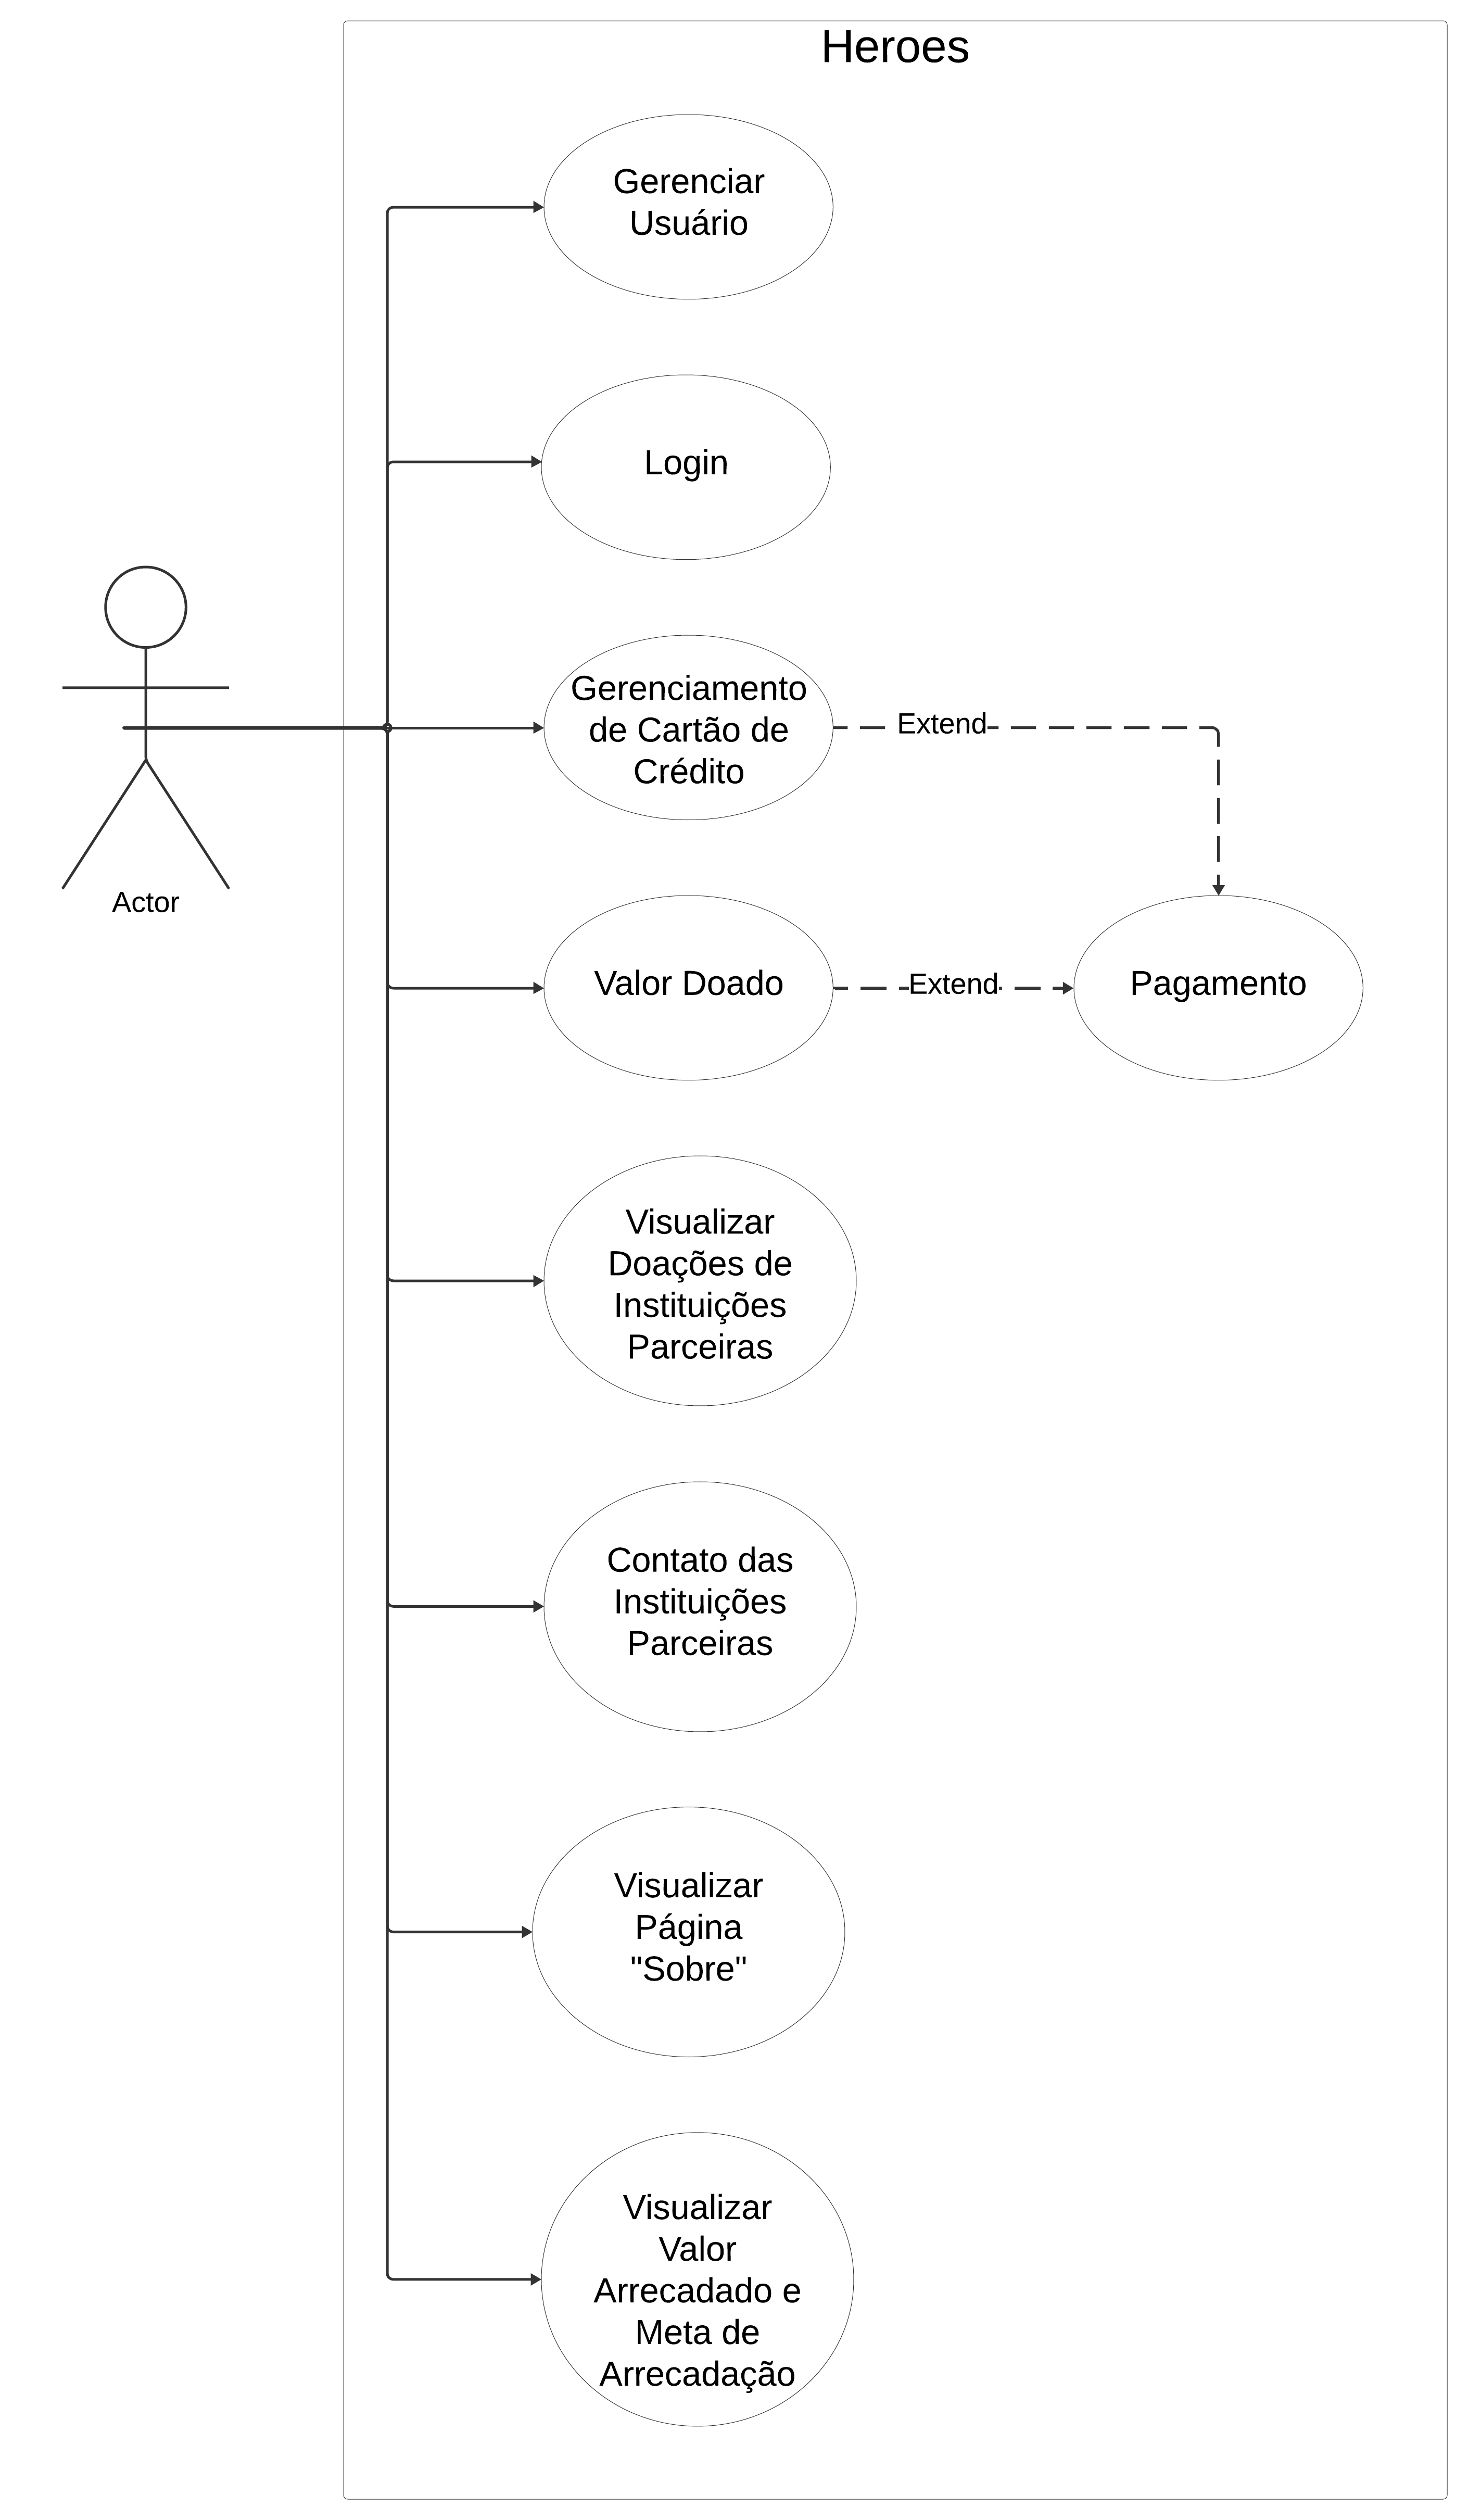 Heroes
Gerenciar
Usuário
Login
Actor
Gerenciamento
de Cartão de
Crédito
Extend
Valor Doado
Extend
Pagamento
Visualizar
Doações de
Instituições
Parceiras
Contato das
Instituições
Parceiras
Visualizar
Página
"Sobre"
Visualizar
Valor
Arrecadado e
Meta de
Arrecadação